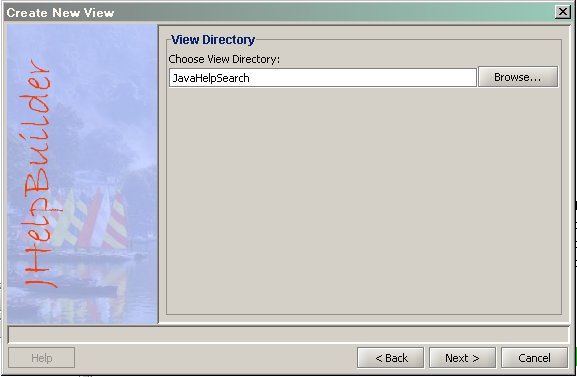 Create New View
JHelpBuilder
View Directory
Choose View Directory:
JavaHelpSearch
Browse...
Help
< Back
Next >
Cancel